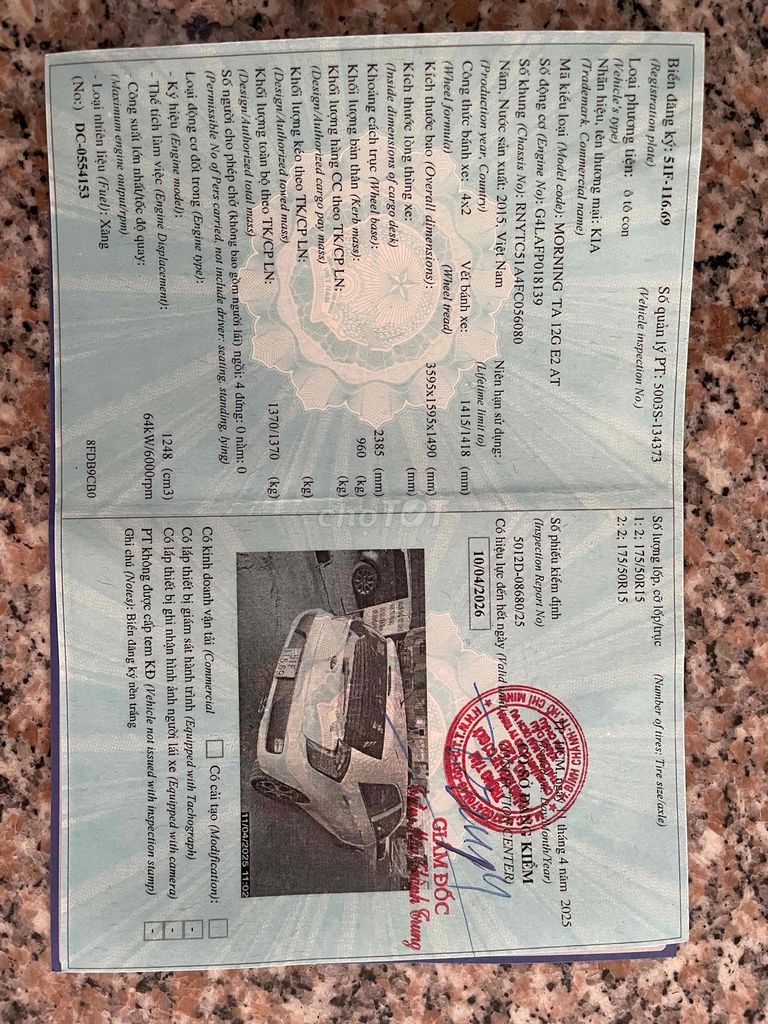 Biển đăng ký: 51F-116.69
(Registration plate)
Số quản lý PT: 5003S-134373
(Vehicle inspection No.)
Loại phương tiện: ô tô con
(Vehicle's type)
Nhãn hiệu, tên thương mại: KIA
(Trademark, Commercial name)
Mã kiểu loại (Model code): MORNING TA 12G E2 AT
Số động cơ (Engine No): G4LAFP018139
Số khung (Chassis No): RNYTC51A4FC056080
Năm, Nước sản xuất: 2015, Việt Nam
(Production year, Country)
Niên hạn sử dụng:
(Lifetime limit to)
Công thức bánh xe: 4x2
(Wheel formula)
Vết bánh xe: 1415/1418 (mm)
(Wheel tread)
Kích thước bao (Overall dimensions): 3595x1595x1490 (mm)
Kích thước lòng thùng xe: (mm)
(Inside dimensions of cargo desk)
Khoảng cách trục (Wheel base): 2385 (mm)
Khối lượng bản thân (Kerb mass): 960 (kg)
Khối lượng hàng CC theo TK/CP LN: (kg)
(Design/Authorized cargo pay mass)
Khối lượng kéo theo TK/CP LN: (kg)
(Design/Authorized towed mass)
Khối lượng toàn bộ theo TK/CP LN: 1370/1370 (kg)
(Design/Authorized total mass)
Số người cho phép chở (không bao gồm người lái) ngồi: 4 đứng: 0 nằm: 0
(Permissible No of Pers carried, not include driver: seating, standing, lying)
Loại động cơ đốt trong (Engine type):
- Ký hiệu (Engine model):
- Thể tích làm việc (Engine Displacement): 1248 (cm3)
- Công suất lớn nhất/tốc độ quay: 64kW/6000rpm
(Maximum engine output/rpm)
- Loại nhiên liệu (Fuel): Xăng
(No.) DC-0554153
8FDB9CB0
Số lượng lốp, cỡ lốp/trục (Number of tires: Tire size/axle)
1: 2; 175/50R15
2: 2; 175/50R15
Số phiếu kiểm định
(Inspection Report No)
5012D-08680/25
Có hiệu lực đến hết ngày (Valid until)
10/04/2026
tháng 4 năm 2025
CƠ SỞ ĐĂNG KIỂM
GIÁM ĐỐC
11/04/2025 11:02
Có kinh doanh vận tải (Commercial
Có cải tạo (Modification):
Có lắp thiết bị giám sát hành trình (Equipped with Tachograph)
Có lắp thiết bị ghi nhận hình ảnh người lái xe (Equipped with camera)
PT không được cấp tem KĐ (Vehicle not issued with inspection stamp)
Ghi chú (Notes): Biển đăng ký nền trắng
chợTỐT